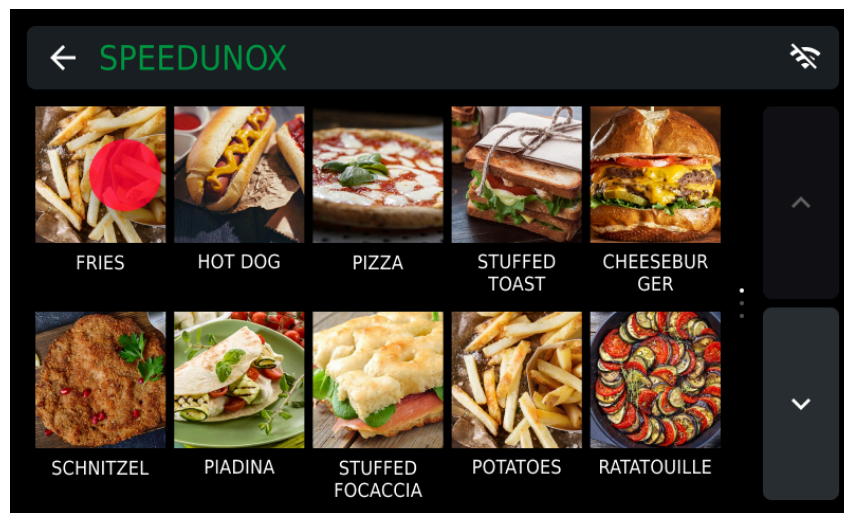 SPEEDUNOX
FRIES
HOT DOG
PIZZA
STUFFED
TOAST
CHEESEBUR
GER
SCHNITZEL
PIADINA
STUFFED
FOCACCIA
POTATOES
RATATOUILLE